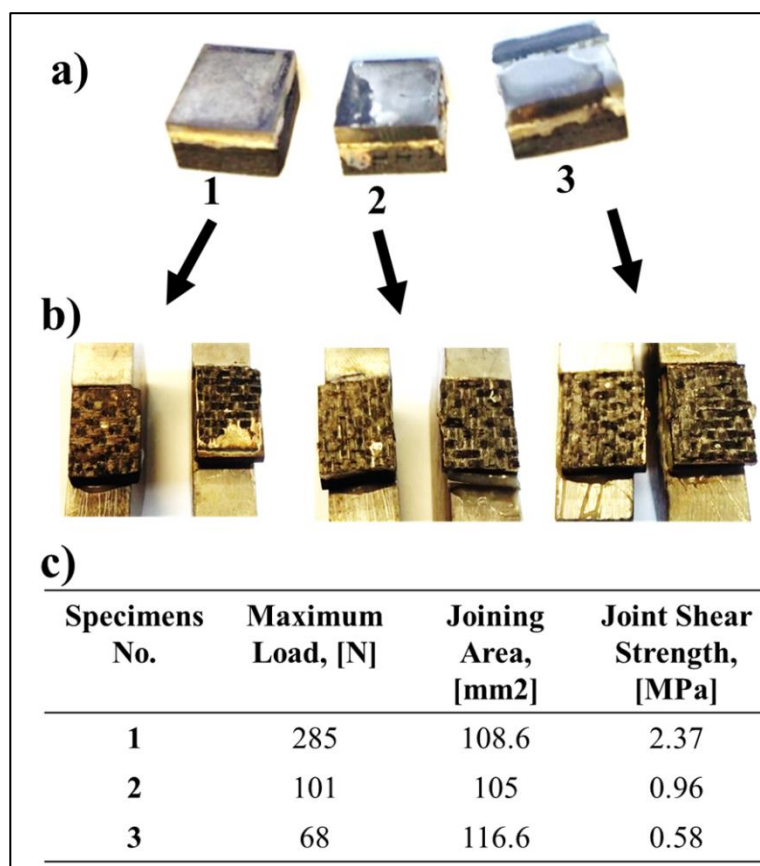 a)
1
2
3
b)
c)
Specimens No. Maximum Load, [N] Joining Area, [mm2] Joint Shear Strength, [MPa]
1 285 108.6 2.37
2 101 105 0.96
3 68 116.6 0.58